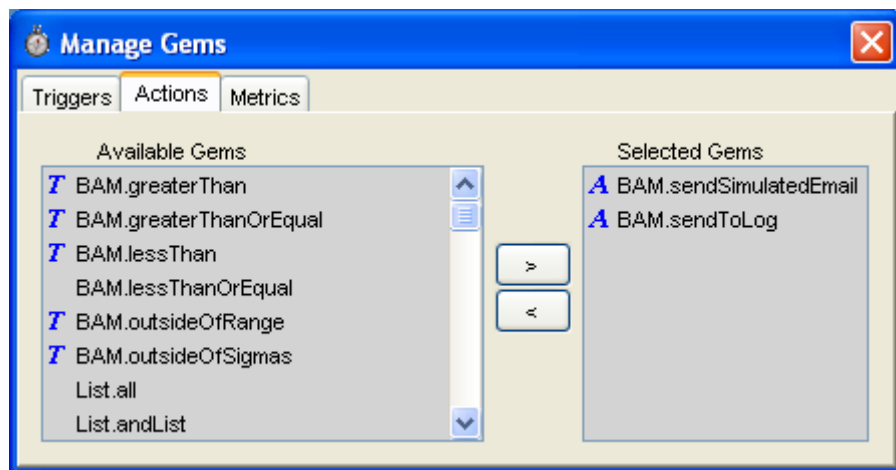 Manage Gems
Triggers Actions Metrics
Available Gems
T BAM.greaterThan
T BAM.greaterThanOrEqual
T BAM.lessThan
BAM.lessThanOrEqual
T BAM.outsideOfRange
T BAM.outsideOfSigmas
List.all
List.andList
>
<
Selected Gems
A BAM.sendSimulatedEmail
A BAM.sendToLog